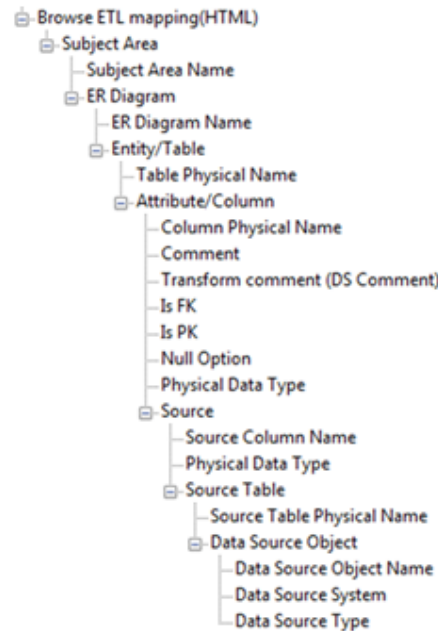 Browse ETL mapping(HTML)
Subject Area
Subject Area Name
ER Diagram
ER Diagram Name
Entity/Table
Table Physical Name
Attribute/Column
Column Physical Name
Comment
Transform comment (DS Comment)
Is FK
Is PK
Null Option
Physical Data Type
Source
Source Column Name
Physical Data Type
Source Table
Source Table Physical Name
Data Source Object
Data Source Object Name
Data Source System
Data Source Type